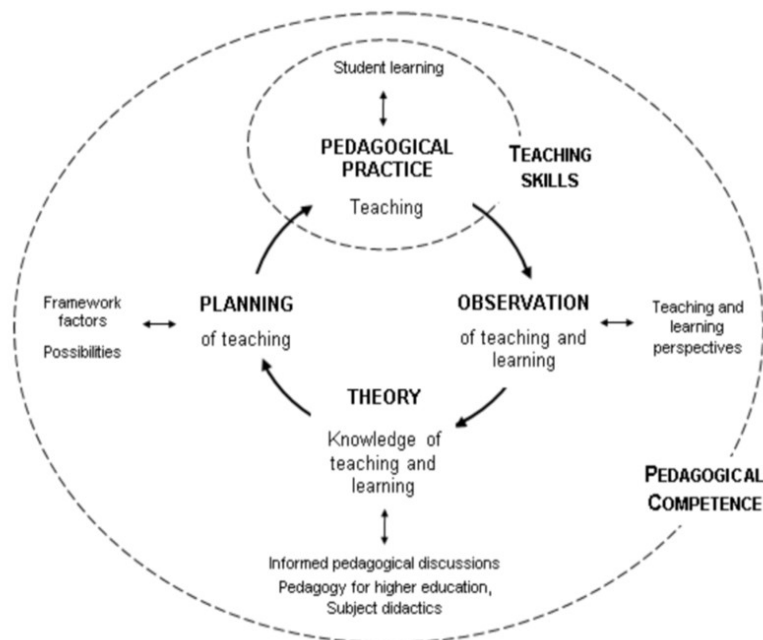 Student learning
PEDAGOGICAL
PRACTICE
Teaching
TEACHING
SKILLS
Framework
factors
Possibilities
PLANNING
of teaching
OBSERVATION
of teaching and
learning
Teaching and
learning
perspectives
THEORY
Knowledge of
teaching and
learning
PEDAGOGICAL
COMPETENCE
Informed pedagogical discussions
Pedagogy for higher education,
Subject didactics